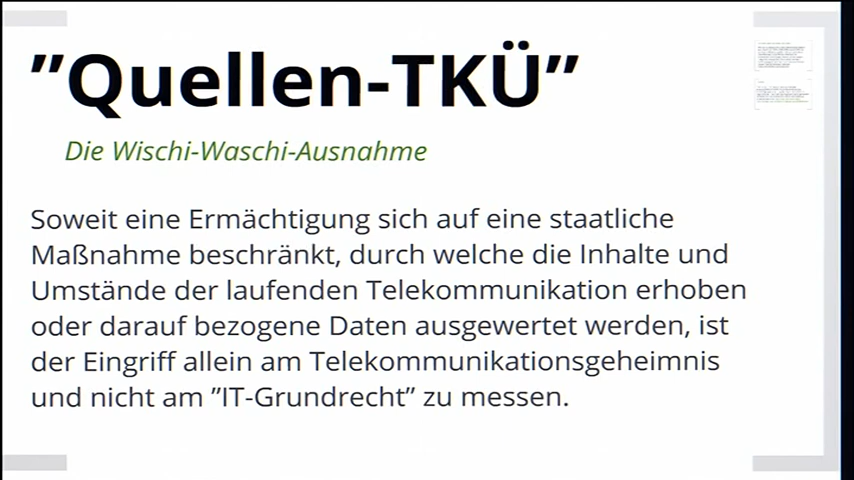 ”Quellen-TKÜ”
Die Wischi-Waschi-Ausnahme
Soweit eine Ermächtigung sich auf eine staatliche
Maßnahme beschränkt, durch welche die Inhalte und
Umstände der laufenden Telekommunikation erhoben
oder darauf bezogene Daten ausgewertet werden, ist
der Eingriff allein am Telekommunikationsgeheimnis
und nicht am ”IT-Grundrecht” zu messen.